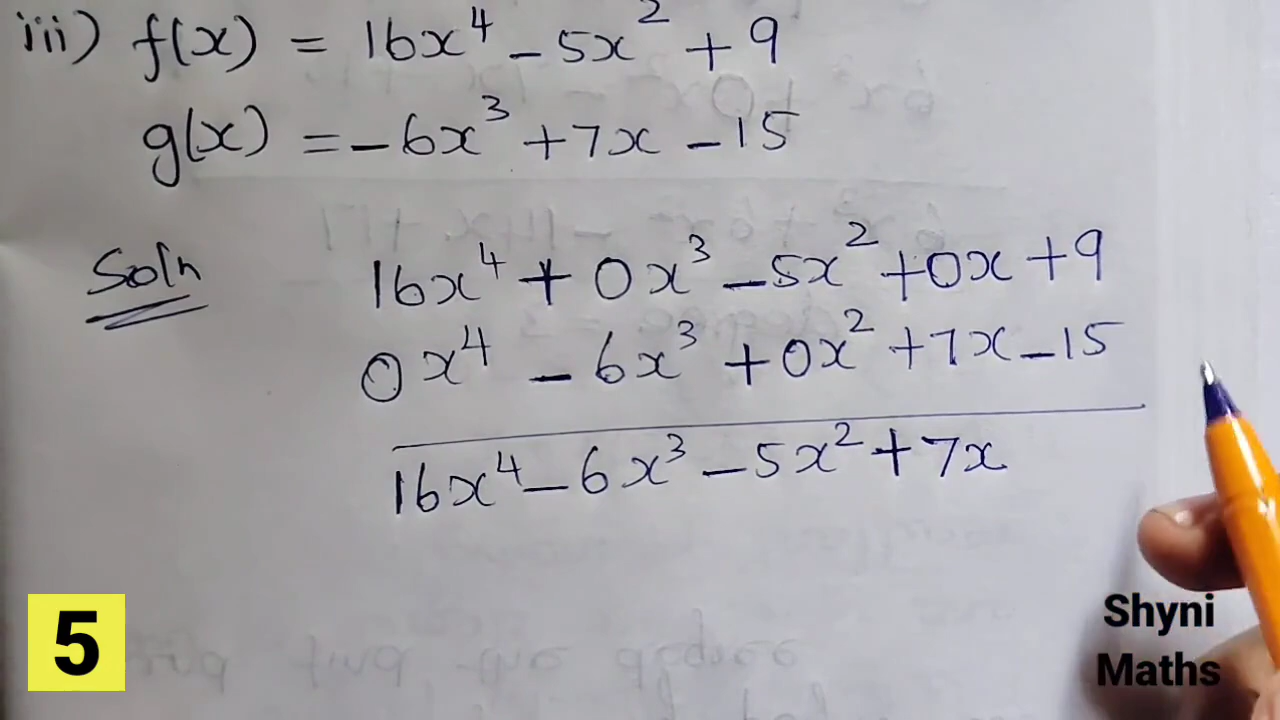 iii) f(x) = 16x⁴ - 5x² + 9
g(x) = -6x³ + 7x - 15
Soln
16x⁴ + 0x³ - 5x² + 0x + 9
0x⁴ - 6x³ + 0x² + 7x - 15
16x⁴ - 6x³ - 5x² + 7x
5
Shyni
Maths